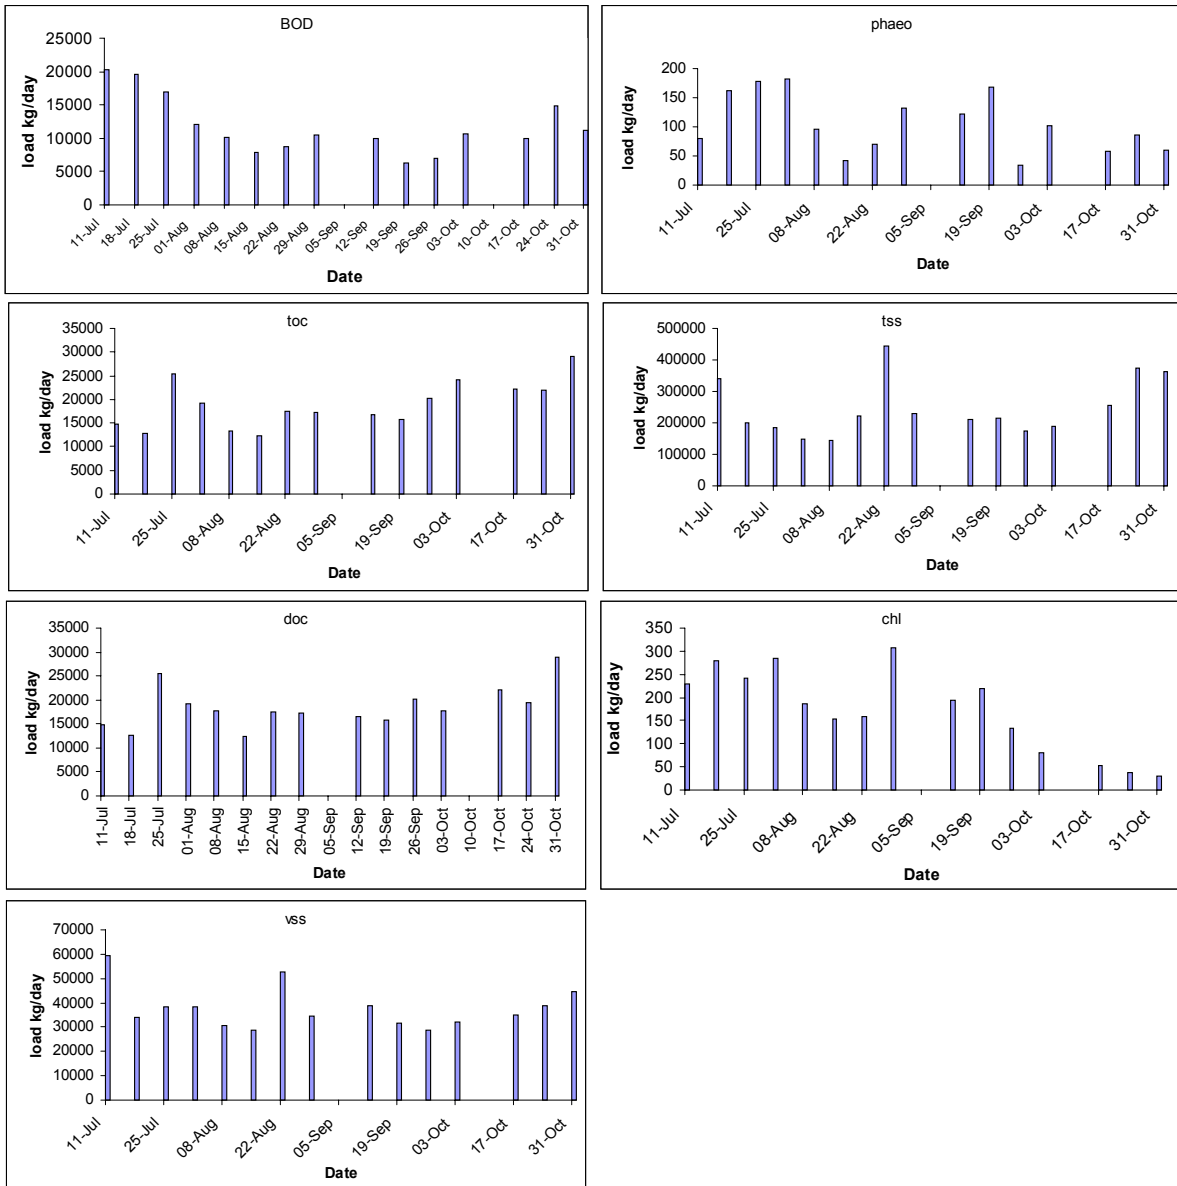 BOD
load kg/day
25000
20000
15000
10000
5000
0
11-Jul 18-Jul 25-Jul 01-Aug 08-Aug 15-Aug 22-Aug 29-Aug 05-Sep 12-Sep 19-Sep 26-Sep 03-Oct 10-Oct 17-Oct 24-Oct 31-Oct
Date
phaeo
load kg/day
200
150
100
50
0
11-Jul 25-Jul 08-Aug 22-Aug 05-Sep 19-Sep 03-Oct 17-Oct 31-Oct
Date
toc
load kg/day
35000
30000
25000
20000
15000
10000
5000
0
11-Jul 25-Jul 08-Aug 22-Aug 05-Sep 19-Sep 03-Oct 17-Oct 31-Oct
Date
tss
load kg/day
500000
400000
300000
200000
100000
0
11-Jul 25-Jul 08-Aug 22-Aug 05-Sep 19-Sep 03-Oct 17-Oct 31-Oct
Date
doc
load kg/day
35000
30000
25000
20000
15000
10000
5000
0
11-Jul 18-Jul 25-Jul 01-Aug 08-Aug 15-Aug 22-Aug 29-Aug 05-Sep 12-Sep 19-Sep 26-Sep 03-Oct 10-Oct 17-Oct 24-Oct 31-Oct
Date
chl
load kg/day
350
300
250
200
150
100
50
0
11-Jul 25-Jul 08-Aug 22-Aug 05-Sep 19-Sep 03-Oct 17-Oct 31-Oct
Date
vss
load kg/day
70000
60000
50000
40000
30000
20000
10000
0
11-Jul 25-Jul 08-Aug 22-Aug 05-Sep 19-Sep 03-Oct 17-Oct 31-Oct
Date